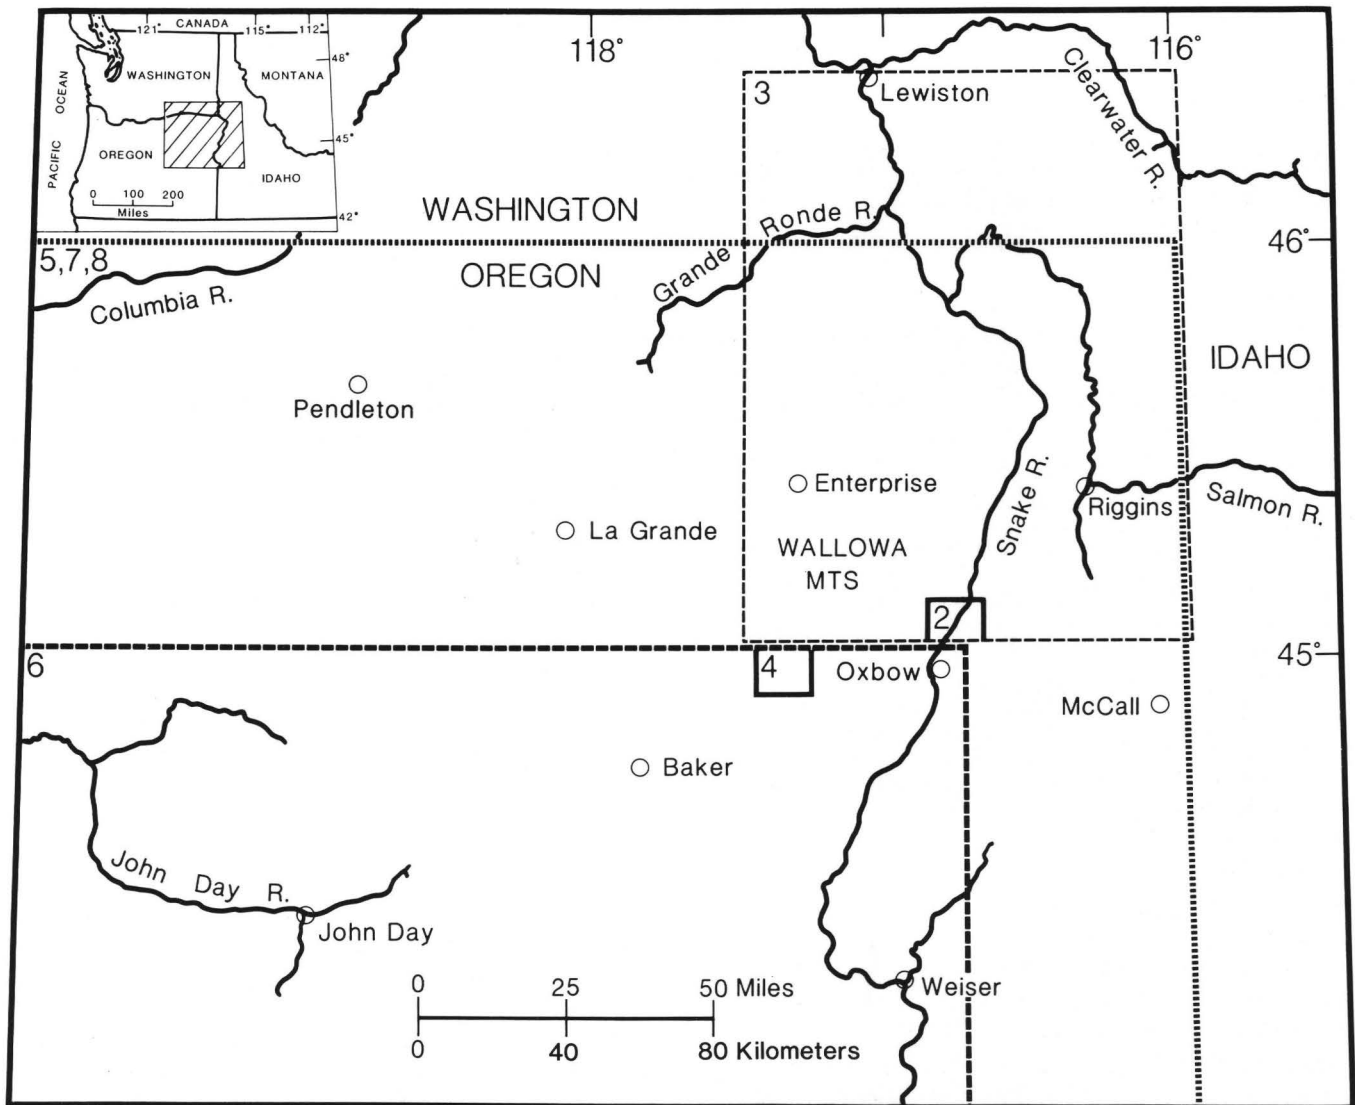 CANADA
121°
115°
112°
48°
WASHINGTON
MONTANA
PACIFIC OCEAN
45°
OREGON
IDAHO
0 100 200
Miles
42°
118°
116°
3
Lewiston
Clearwater R.
WASHINGTON
Grande Ronde R.
46°
5,7,8
OREGON
Columbia R.
IDAHO
Pendleton
Enterprise
Snake R.
Riggins
Salmon R.
La Grande
WALLOWA
MTS
2
45°
6
4
Oxbow
McCall
Baker
John Day R.
John Day
Weiser
0 25 50 Miles
0 40 80 Kilometers